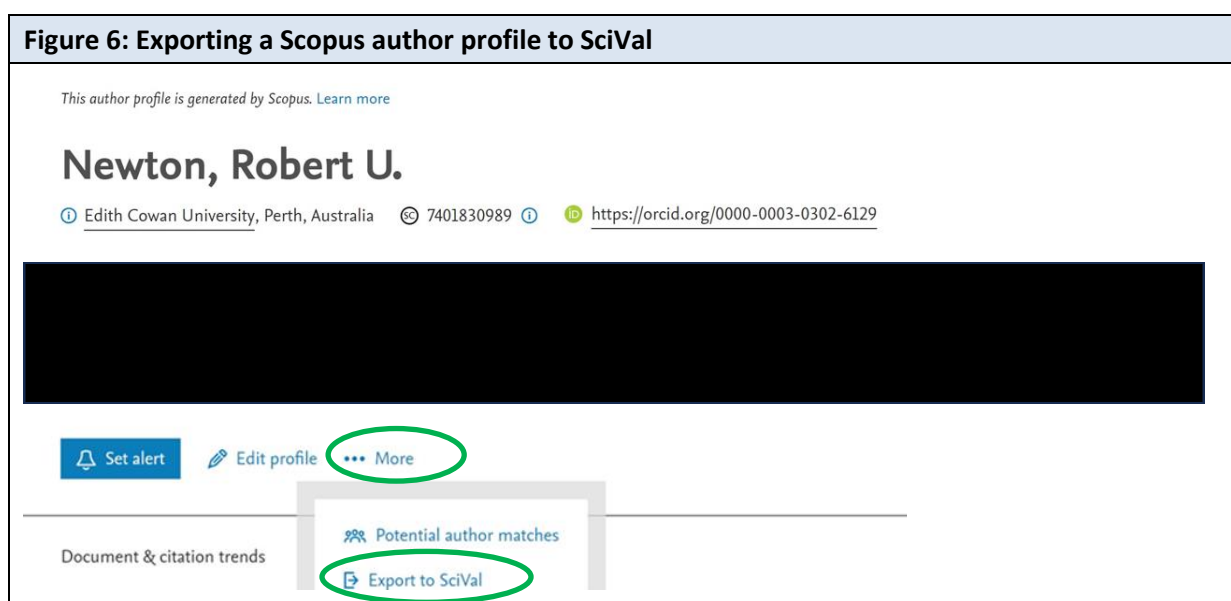 Figure 6: Exporting a Scopus author profile to SciVal
This author profile is generated by Scopus. Learn more
Newton, Robert U.
Edith Cowan University, Perth, Australia SC 7401830989 iD https://orcid.org/0000-0003-0302-6129
Set alert Edit profile ••• More
Potential author matches
Document & citation trends
Export to SciVal